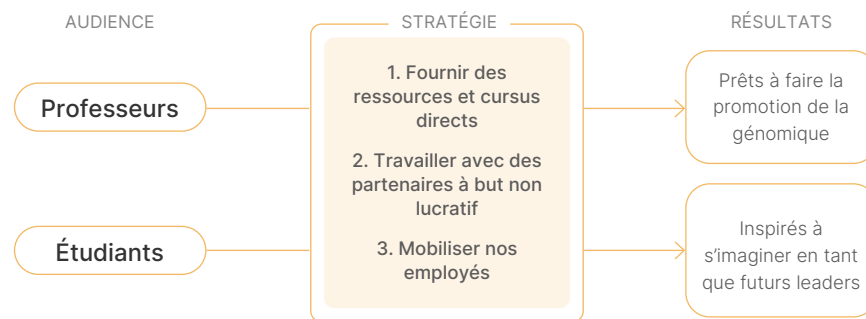 AUDIENCE
STRATÉGIE
RÉSULTATS
Professeurs
Étudiants
1. Fournir des
ressources et cursus
directs
2. Travailler avec des
partenaires à but non
lucratif
3. Mobiliser nos
employés
Prêts à faire la
promotion de la
génomique
Inspirés à
s’imaginer en tant
que futurs leaders